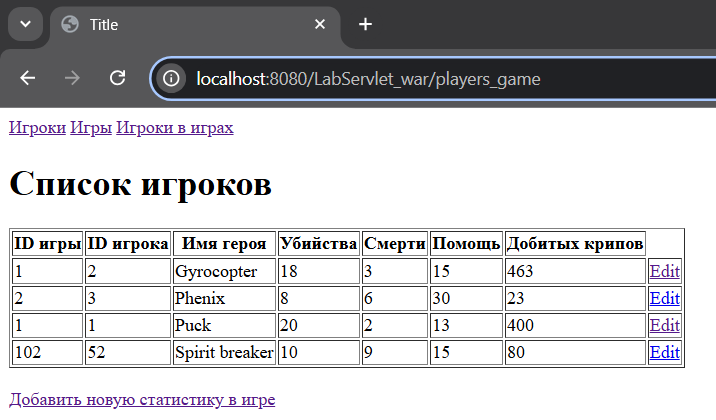 Title
localhost:8080/LabServlet_war/players_game
Игроки Игры Игроки в играх
Список игроков
ID игры ID игрока Имя героя Убийства Смерти Помощь Добитых крипов
1 2 Gyrocopter 18 3 15 463 Edit
2 3 Phenix 8 6 30 23 Edit
1 1 Puck 20 2 13 400 Edit
102 52 Spirit breaker 10 9 15 80 Edit
Добавить новую статистику в игре